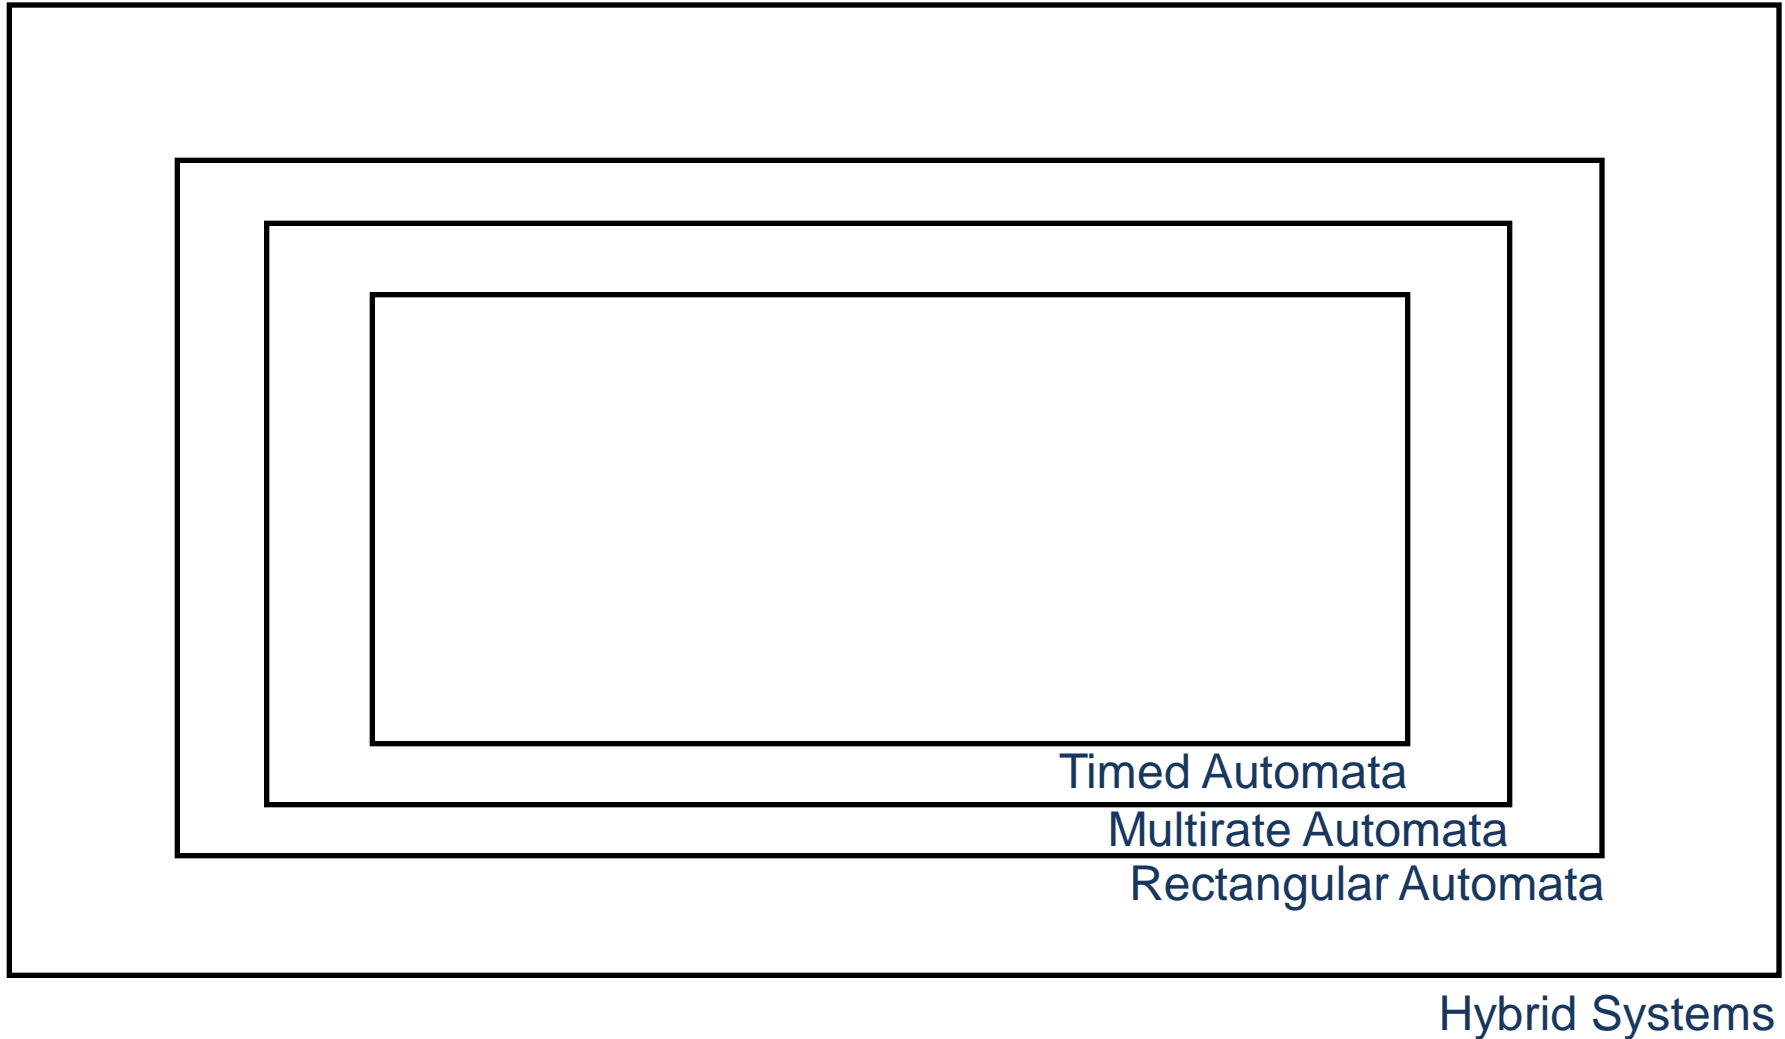 Timed Automata
Multirate Automata
Rectangular Automata
Hybrid Systems